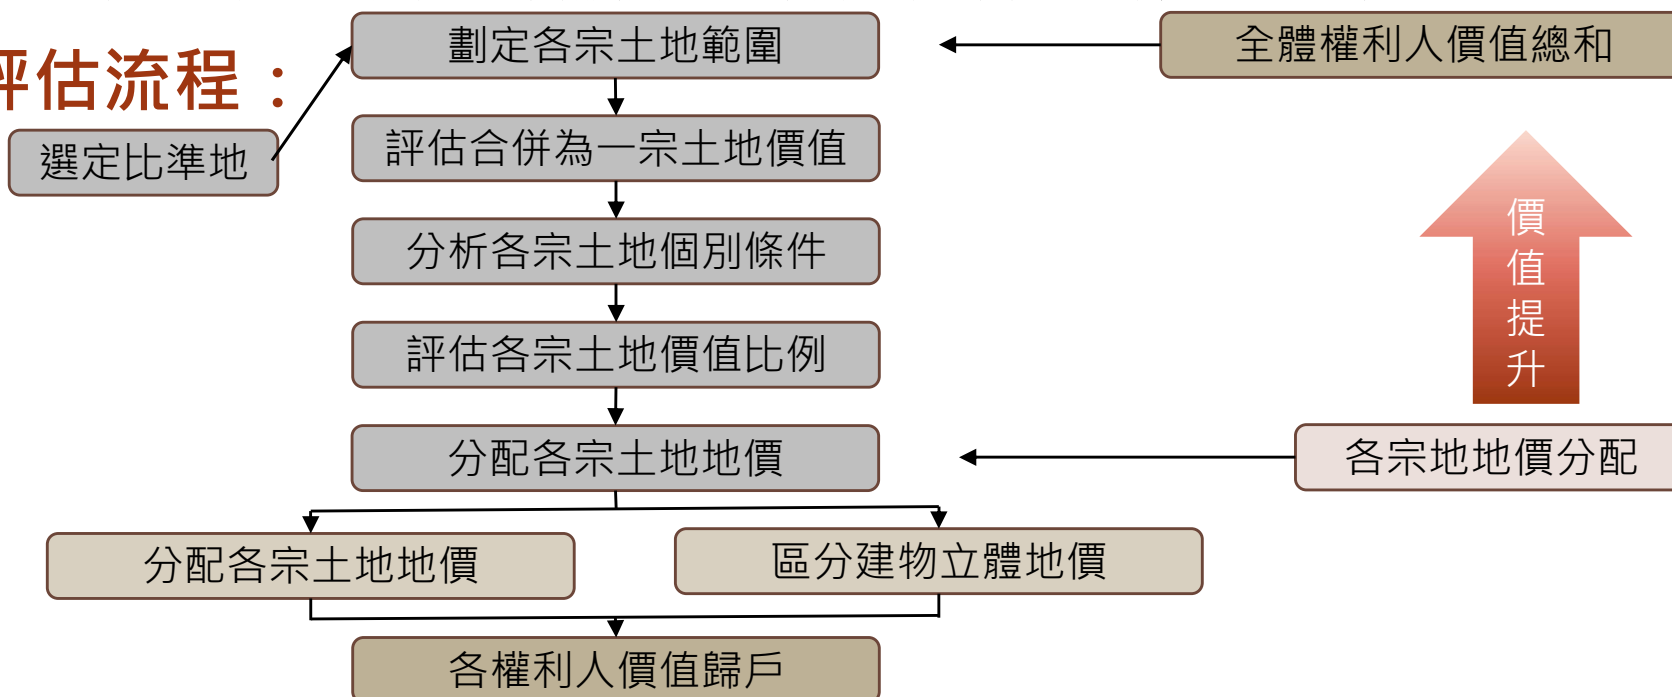 評估流程：
選定比準地
劃定各宗土地範圍
全體權利人價值總和
評估合併為一宗土地價值
分析各宗土地個別條件
評估各宗土地價值比例
價值提升
分配各宗土地地價
各宗地地價分配
分配各宗土地地價
區分建物立體地價
各權利人價值歸戶